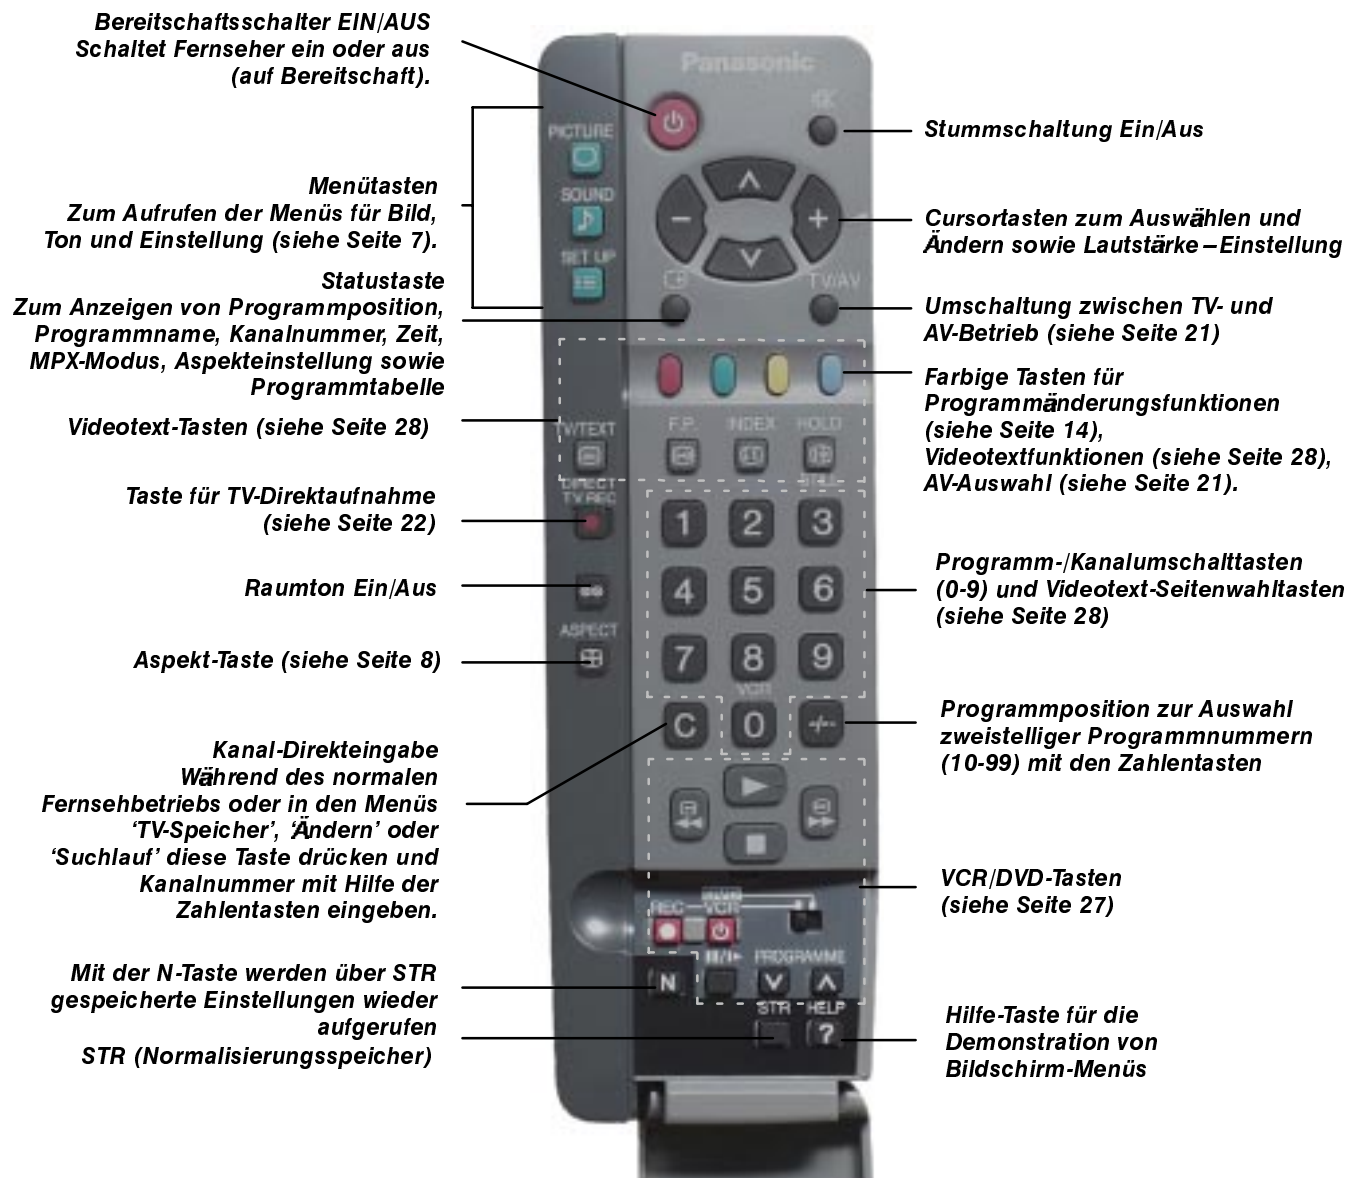 Bereitschaftsschalter EIN/AUS
Schaltet Fernseher ein oder aus
(auf Bereitschaft).
Menütasten
Zum Aufrufen der Menüs für Bild,
Ton und Einstellung (siehe Seite 7).
Statustaste
Zum Anzeigen von Programmposition,
Programmname, Kanalnummer, Zeit,
MPX-Modus, Aspekteinstellung sowie
Programmtabelle
Videotext-Tasten (siehe Seite 28)
Taste für TV-Direktaufnahme
(siehe Seite 22)
Raumton Ein/Aus
Aspekt-Taste (siehe Seite 8)
Kanal-Direkteingabe
Während des normalen
Fernsehbetriebs oder in den Menüs
‘TV-Speicher’, ‘Ändern’ oder
‘Suchlauf’ diese Taste drücken und
Kanalnummer mit Hilfe der
Zahlentasten eingeben.
Mit der N-Taste werden über STR
gespeicherte Einstellungen wieder
aufgerufen
STR (Normalisierungsspeicher)
Panasonic
PICTURE
SOUND
SET UP
TV/AV
TV/TEXT
F.P. INDEX HOLD
STILL
DIRECT
TV REC
1 2 3
4 5 6
ASPECT
7 8 9
VCR
C 0 -/--
REC VCR
PROGRAMME
N
STR HELP
?
Stummschaltung Ein/Aus
Cursortasten zum Auswählen und
Ändern sowie Lautstärke–Einstellung
Umschaltung zwischen TV- und
AV-Betrieb (siehe Seite 21)
Farbige Tasten für
Programmänderungsfunktionen
(siehe Seite 14),
Videotextfunktionen (siehe Seite 28),
AV-Auswahl (siehe Seite 21).
Programm-/Kanalumschalttasten
(0-9) und Videotext-Seitenwahltasten
(siehe Seite 28)
Programmposition zur Auswahl
zweistelliger Programmnummern
(10-99) mit den Zahlentasten
VCR/DVD-Tasten
(siehe Seite 27)
Hilfe-Taste für die
Demonstration von
Bildschirm-Menüs